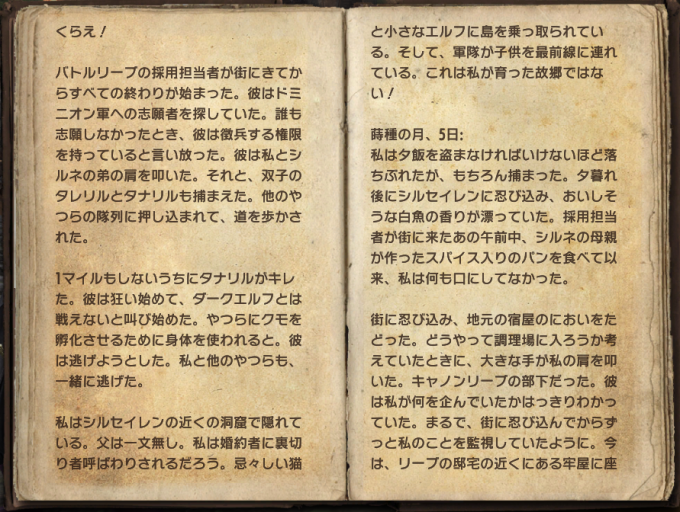 くらえ！
バトルリーブの採用担当者が街にきてか
らすべての終わりが始まった。彼はドミ
ニオン軍への志願者を探していた。誰も
志願しなかったとき、彼は徴兵する権限
を持っていると言い放った。彼は私とシ
ルネの弟の肩を叩いた。それと、双子の
タレリルとタナリルも捕まえた。他のや
つらの隊列に押し込まれて、道を歩かさ
れた。
1マイルもしないうちにタナリルがキレ
た。彼は狂い始めて、ダークエルフとは
戦えないと叫び始めた。やつらにクモを
孵化させるために身体を使われると。彼
は逃げようとした。私と他のやつらも、
一緒に逃げた。
私はシルセイレンの近くの洞窟で隠れて
いる。父は一文無し。私は婚約者に裏切
り者呼ばわりされるだろう。忌々しい猫
と小さなエルフに島を乗っ取られてい
る。そして、軍隊が子供を最前線に連れ
ている。これは私が育った故郷ではな
い！
蒔種の月、5日:
私は夕飯を盗まなければいけないほど落
ちぶれたが、もちろん捕まった。夕暮れ
後にシルセイレンに忍び込み、おいしそ
うな白魚の香りが漂っていた。採用担当
者が街に来たあの午前中、シルネの母親
が作ったスパイス入りのパンを食べて以
来、私は何も口にしてなかった。
街に忍び込み、地元の宿屋のにおいをた
どった。どうやって調理場に入ろうか考
えていたときに、大きな手が私の肩を叩
いた。キャノンリーブの部下だった。彼
は私が何を企んでいたかはっきりわかっ
ていた。まるで、街に忍び込んでからず
っと私のことを監視していたように。今
は、リーブの邸宅の近くにある牢屋に座